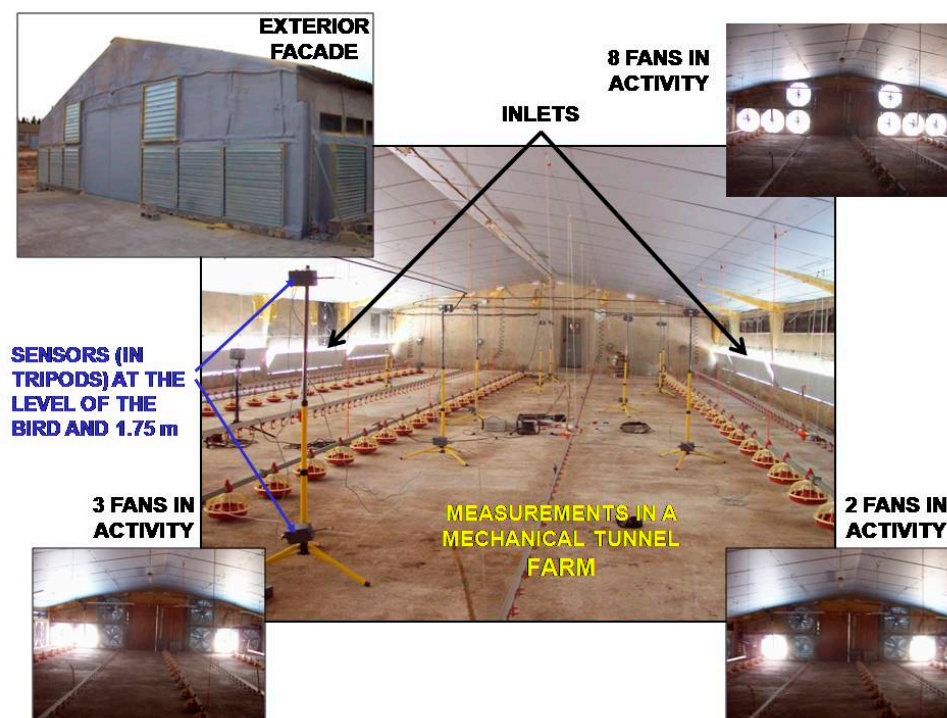 EXTERIOR
FACADE
8 FANS IN
ACTIVITY
INLETS
SENSORS (IN
TRIPODS) AT THE
LEVEL OF THE
BIRD AND 1.75 m
3 FANS IN
ACTIVITY
MEASUREMENTS IN A
MECHANICAL TUNNEL
FARM
2 FANS IN
ACTIVITY